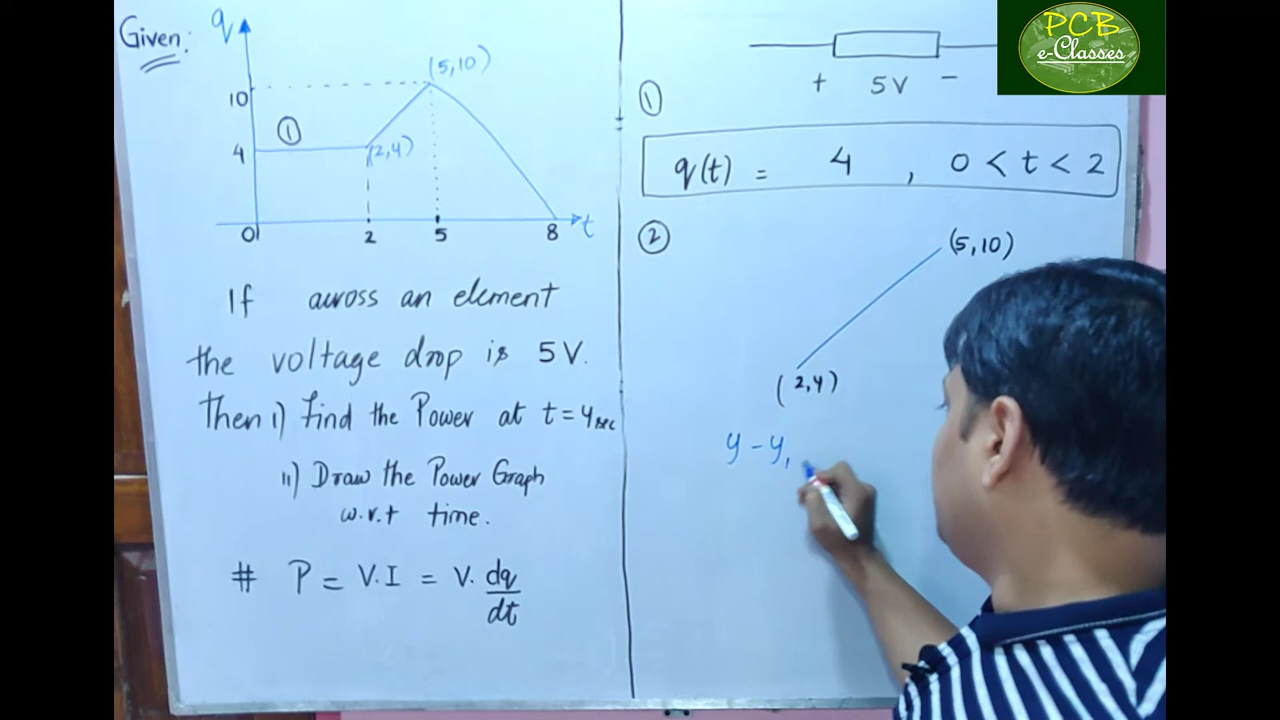 Given:
q
(5,10)
10
①
4
(2,4)
0
2
5
8
t
If across an element
the voltage drop is 5V.
Then i) Find the Power at t = 4sec
ii) Draw the Power Graph
w.r.t time.
# P = V.I = V. dq/dt
PCB
e-Classes
+ 5V −
①
q(t) = 4 , 0 < t < 2
②
(5,10)
(2,4)
y - y₁